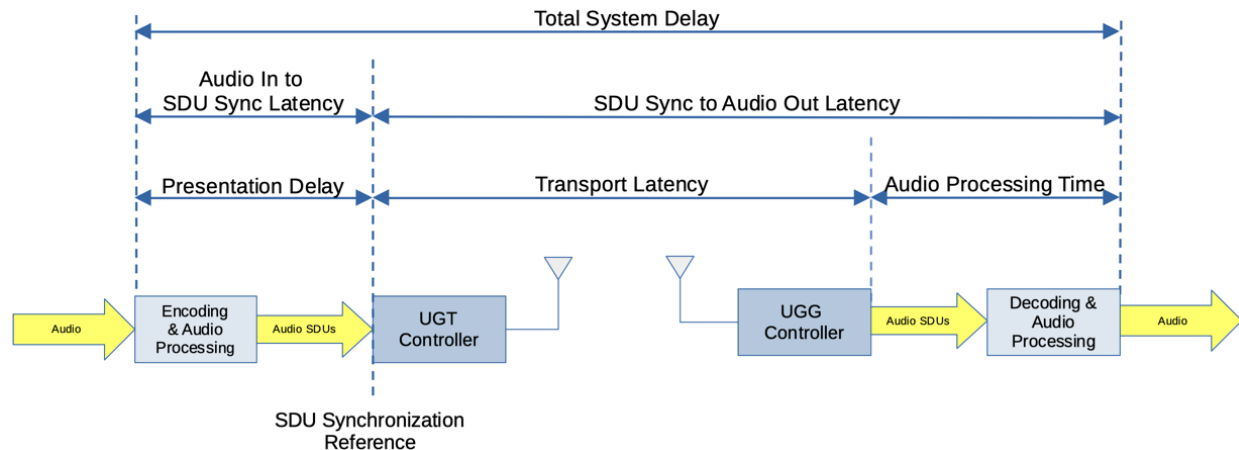 Total System Delay
Audio In to
SDU Sync Latency
SDU Sync to Audio Out Latency
Presentation Delay
Transport Latency
Audio Processing Time
Audio
Encoding
& Audio
Processing
Audio SDUs
UGT
Controller
UGG
Controller
Audio SDUs
Decoding &
Audio
Processing
Audio
SDU Synchronization
Reference